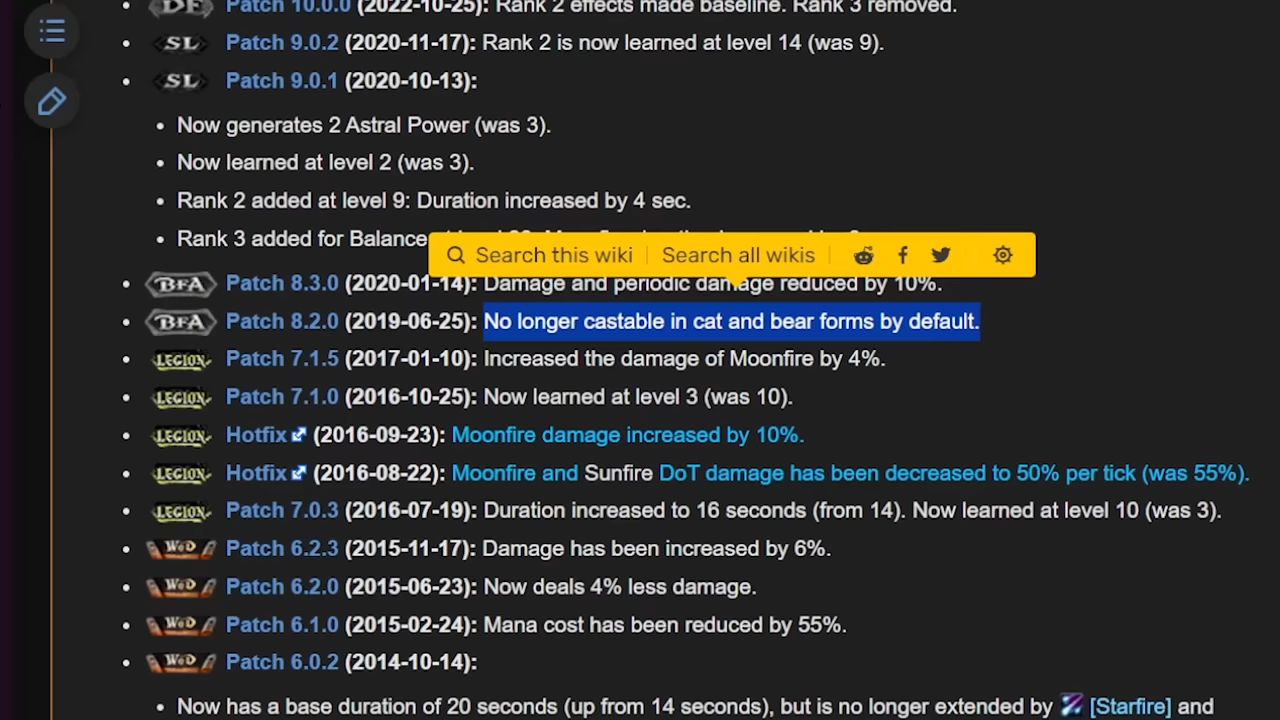 DF Patch 10.0.0 (2022-10-25): Rank 2 effects made baseline. Rank 3 removed.
SL Patch 9.0.2 (2020-11-17): Rank 2 is now learned at level 14 (was 9).
SL Patch 9.0.1 (2020-10-13):
Now generates 2 Astral Power (was 3).
Now learned at level 2 (was 3).
Rank 2 added at level 9: Duration increased by 4 sec.
Rank 3 added for Balance
Search this wiki Search all wikis
BFA Patch 8.3.0 (2020-01-14): Damage and periodic damage reduced by 10%.
BFA Patch 8.2.0 (2019-06-25): No longer castable in cat and bear forms by default.
LEGION Patch 7.1.5 (2017-01-10): Increased the damage of Moonfire by 4%.
LEGION Patch 7.1.0 (2016-10-25): Now learned at level 3 (was 10).
LEGION Hotfix (2016-09-23): Moonfire damage increased by 10%.
LEGION Hotfix (2016-08-22): Moonfire and Sunfire DoT damage has been decreased to 50% per tick (was 55%).
LEGION Patch 7.0.3 (2016-07-19): Duration increased to 16 seconds (from 14). Now learned at level 10 (was 3).
WoD Patch 6.2.3 (2015-11-17): Damage has been increased by 6%.
WoD Patch 6.2.0 (2015-06-23): Now deals 4% less damage.
WoD Patch 6.1.0 (2015-02-24): Mana cost has been reduced by 55%.
WoD Patch 6.0.2 (2014-10-14):
Now has a base duration of 20 seconds (up from 14 seconds), but is no longer extended by [Starfire] and